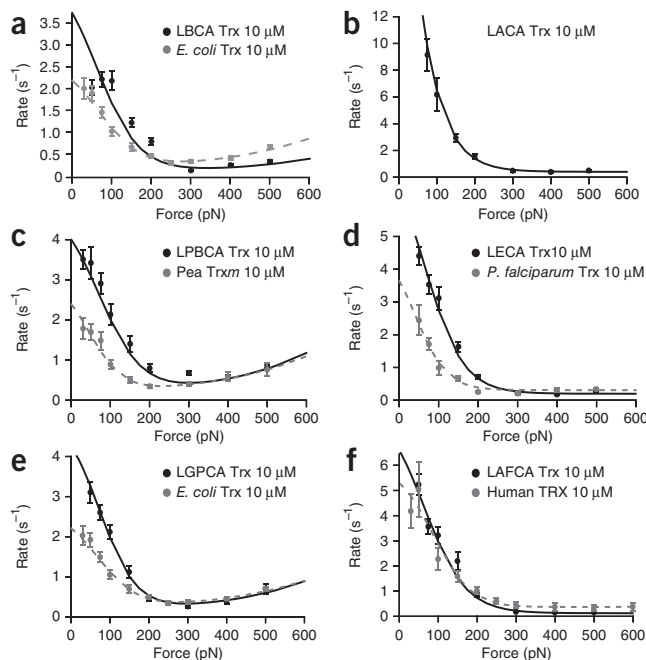 a
LBCA Trx 10 μM
E. coli Trx 10 μM
Rate (s⁻¹)
3.5
3.0
2.5
2.0
1.5
1.0
0.5
0
0 100 200 300 400 500 600
Force (pN)
b
LACA Trx 10 μM
Rate (s⁻¹)
12
10
8
6
4
2
0
0 100 200 300 400 500 600
Force (pN)
c
LPBCA Trx 10 μM
Pea Trxm 10 μM
Rate (s⁻¹)
4
3
2
1
0
0 100 200 300 400 500 600
Force (pN)
d
LECA Trx10 μM
P. falciparum Trx 10 μM
Rate (s⁻¹)
5
4
3
2
1
0
0 100 200 300 400 500 600
Force (pN)
e
LGPCA Trx 10 μM
E. coli Trx 10 μM
Rate (s⁻¹)
4
3
2
1
0
0 100 200 300 400 500 600
Force (pN)
f
LAFCA Trx 10 μM
Human TRX 10 μM
Rate (s⁻¹)
6
5
4
3
2
1
0
0 100 200 300 400 500 600
Force (pN)